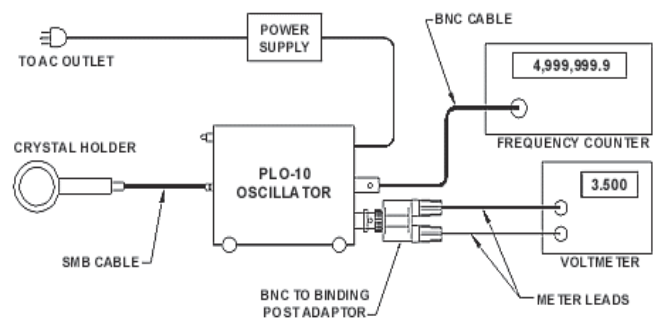 POWER
SUPPLY
BNC CABLE
TO AC OUTLET
4,999,999.9
FREQUENCY COUNTER
CRYSTAL HOLDER
PLO-10
OSCILLATOR
3.500
VOLTMETER
SMB CABLE
BNC TO BINDING
POST ADAPTOR
METER LEADS